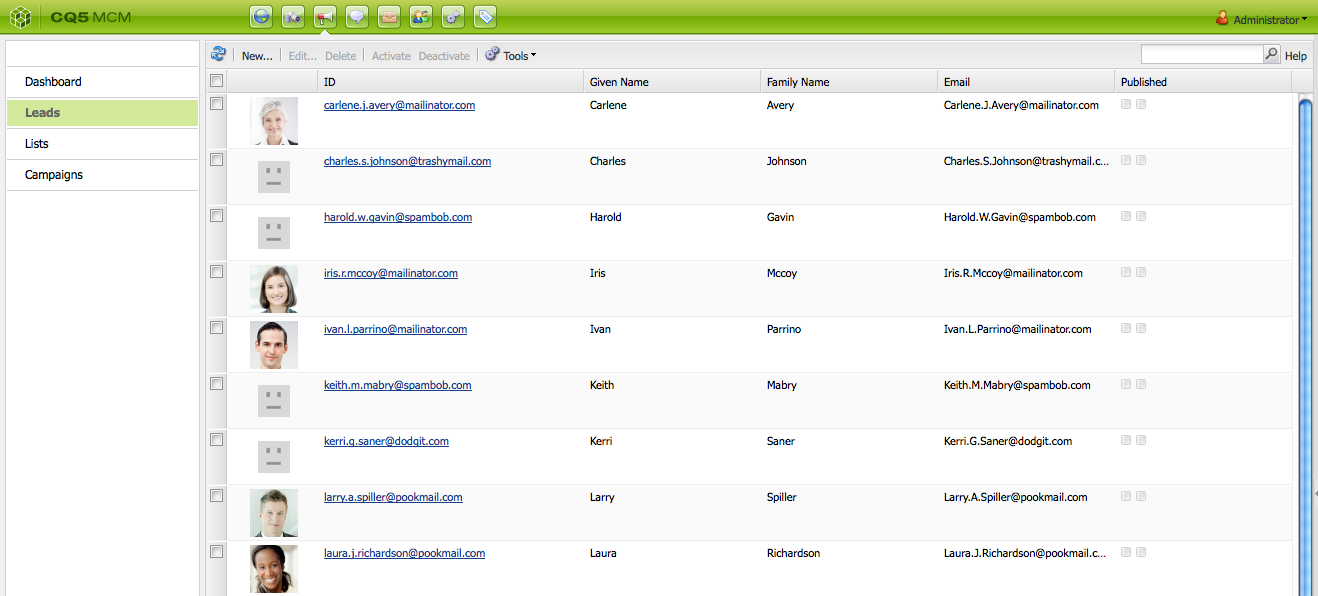 CQ5 MCM
Administrator
New... Edit... Delete Activate Deactivate Tools Help
Dashboard
Leads
Lists
Campaigns
ID Given Name Family Name Email Published
carlene.j.avery@mailinator.com Carlene Avery Carlene.J.Avery@mailinator.com
charles.s.johnson@trashymail.com Charles Johnson Charles.S.Johnson@trashymail.c...
harold.w.gavin@spambob.com Harold Gavin Harold.W.Gavin@spambob.com
iris.r.mccoy@mailinator.com Iris Mccoy Iris.R.Mccoy@mailinator.com
ivan.l.parrino@mailinator.com Ivan Parrino Ivan.L.Parrino@mailinator.com
keith.m.mabry@spambob.com Keith Mabry Keith.M.Mabry@spambob.com
kerri.g.saner@dodgit.com Kerri Saner Kerri.G.Saner@dodgit.com
larry.a.spiller@pookmail.com Larry Spiller Larry.A.Spiller@pookmail.com
laura.j.richardson@pookmail.com Laura Richardson Laura.J.Richardson@pookmail.c...